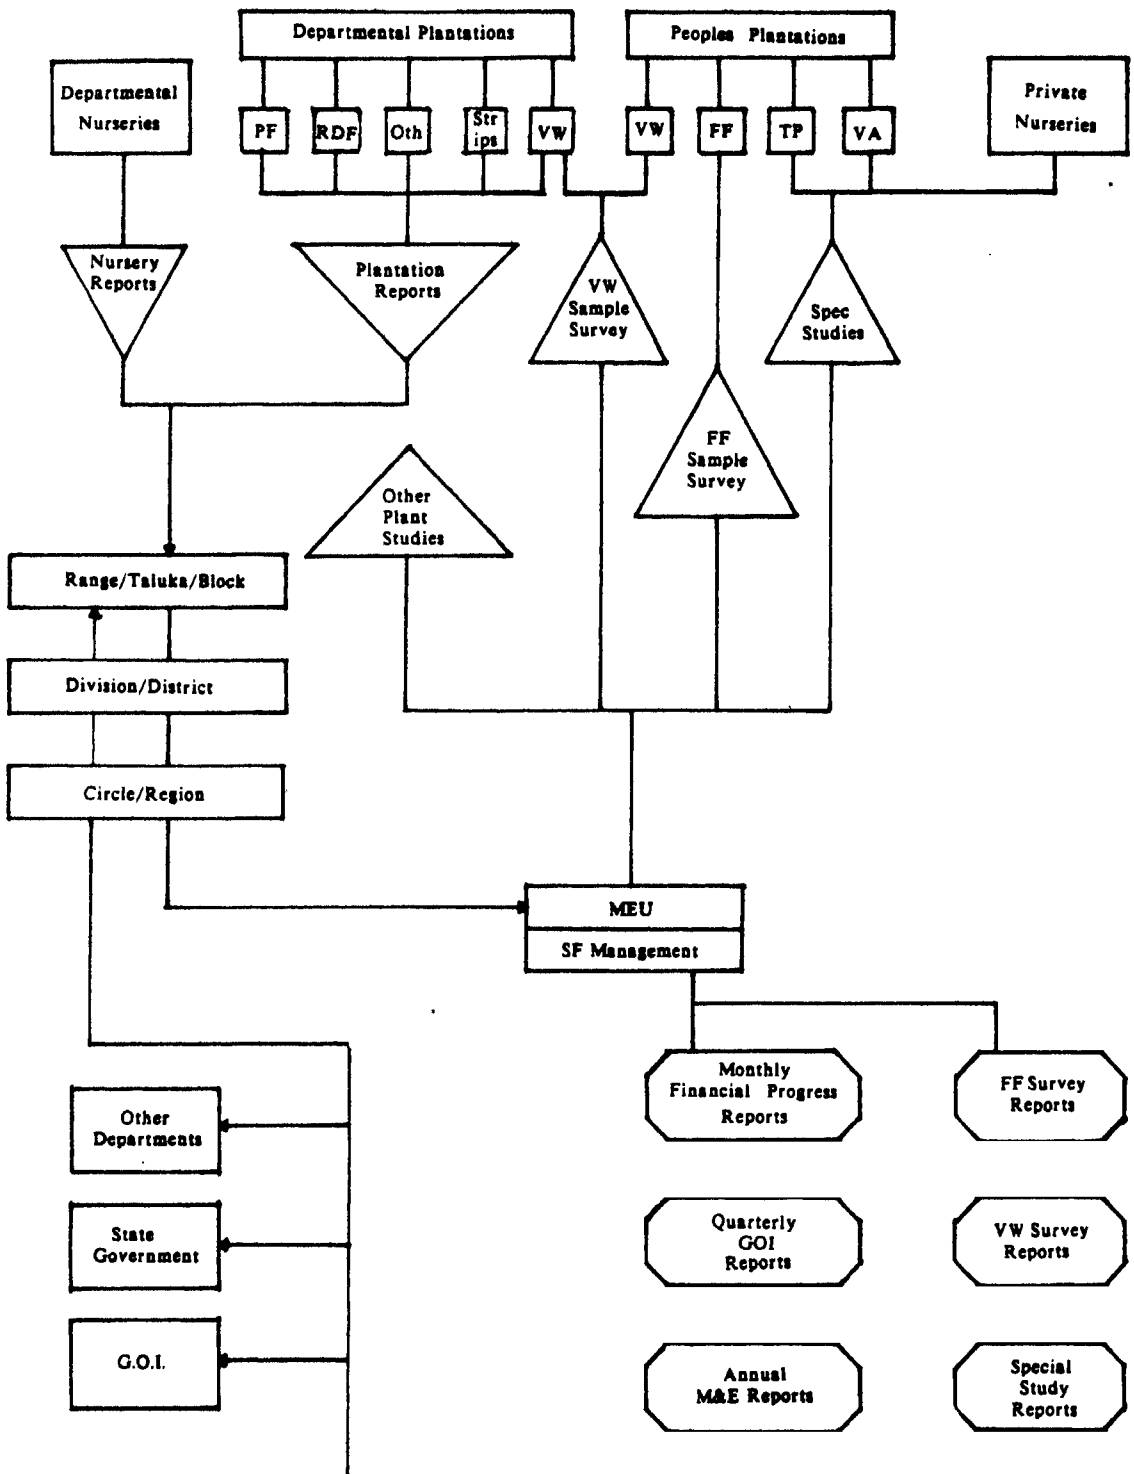 Departmental Plantations
Peoples Plantations
Departmental
Nurseries
PF
RDF
Oth
Str
ips
VW
VW
FF
TP
VA
Private
Nurseries
Nursery
Reports
Plantation
Reports
VW
Sample
Survey
Spec
Studies
FF
Sample
Survey
Other
Plant
Studies
Range/Taluka/Block
Division/District
Circle/Region
MEU
SF Management
Other
Departments
State
Government
G.O.I.
Monthly
Financial Progress
Reports
FF Survey
Reports
Quarterly
GOI
Reports
VW Survey
Reports
Annual
M&E Reports
Special
Study
Reports